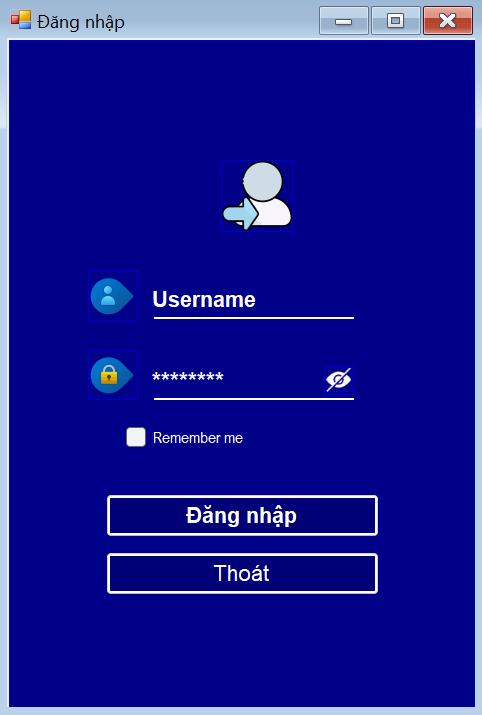 Đăng nhập
Username
********
Remember me
Đăng nhập
Thoát